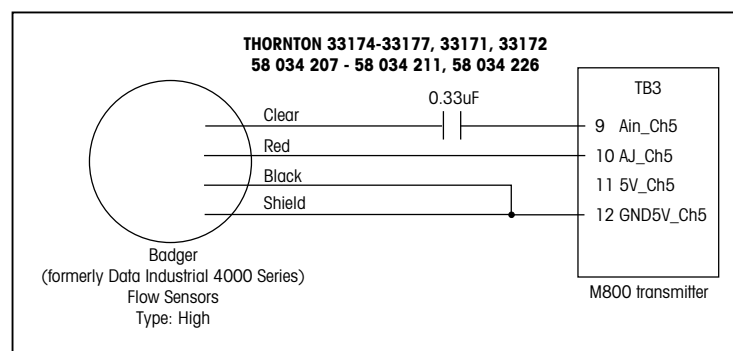 THORNTON 33174-33177, 33171, 33172
58 034 207 - 58 034 211, 58 034 226
TB3
0.33uF
Clear
9 Ain_Ch5
Red
10 AJ_Ch5
Black
11 5V_Ch5
Shield
12 GND5V_Ch5
Badger
(formerly Data Industrial 4000 Series)
Flow Sensors
Type: High
M800 transmitter